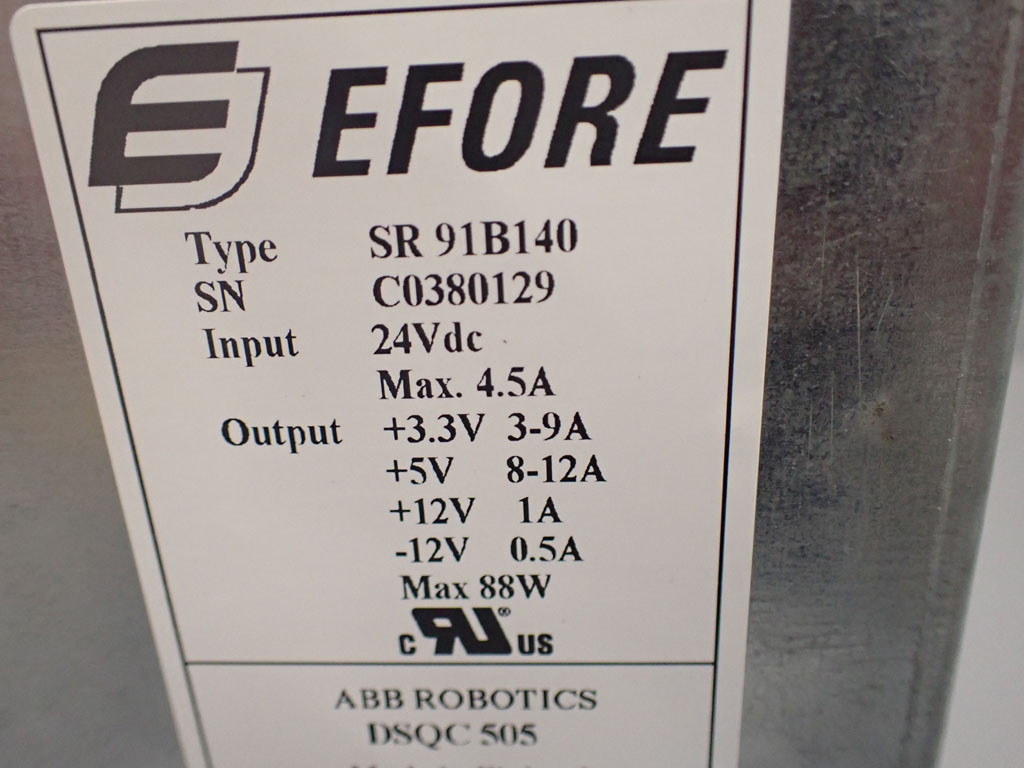 EFORE
Type SR 91B140
SN C0380129
Input 24Vdc
Max. 4.5A
Output +3.3V 3-9A
+5V 8-12A
+12V 1A
-12V 0.5A
Max 88W
C RU® US
ABB ROBOTICS
DSQC 505